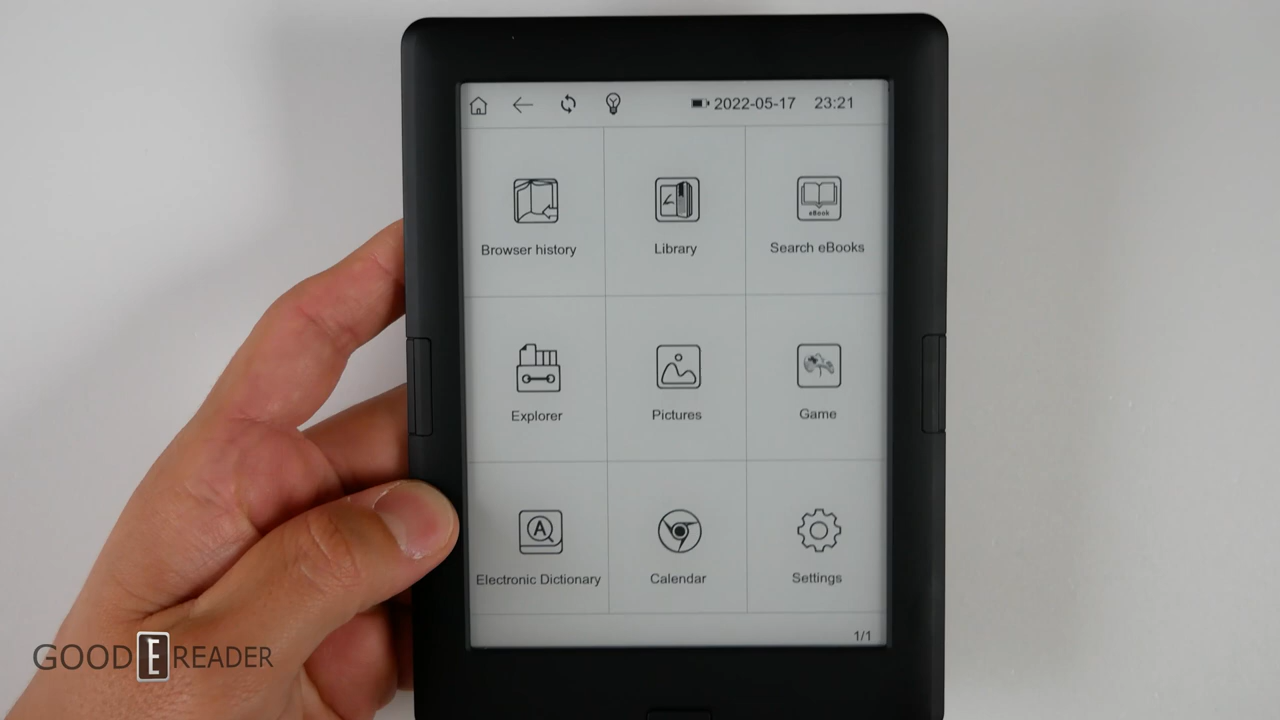 2022-05-17 23:21
Browser history
Library
eBook
Search eBooks
Explorer
Pictures
Game
A
Electronic Dictionary
Calendar
Settings
1/1
GOOD E READER